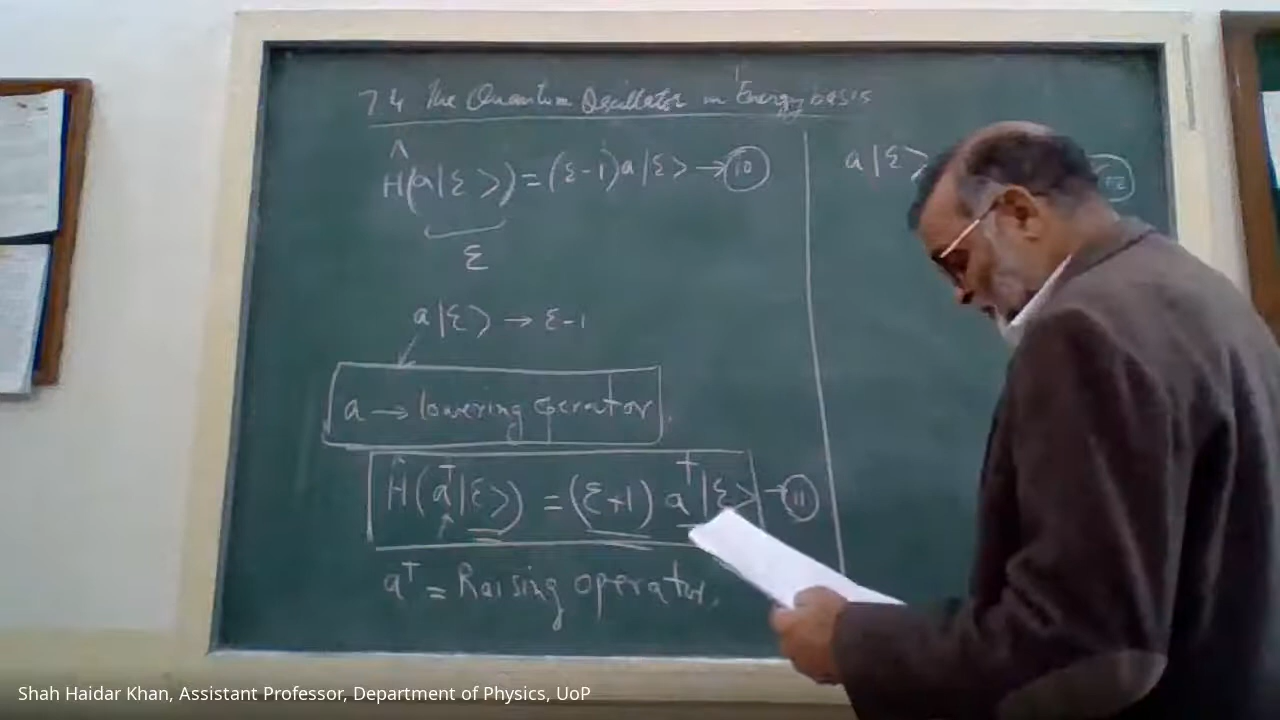 7.4 The Quantum Oscillator in Energy basis
Ĥ(a|ε>) = (ε-1)a|ε> → (10)
ε
a|ε> → ε-1
a → lowering operator.
Ĥ(a†|ε>) = (ε+1) a†|ε> → (11)
a† = Raising operator.
a|ε>
12
Shah Haidar Khan, Assistant Professor, Department of Physics, UoP